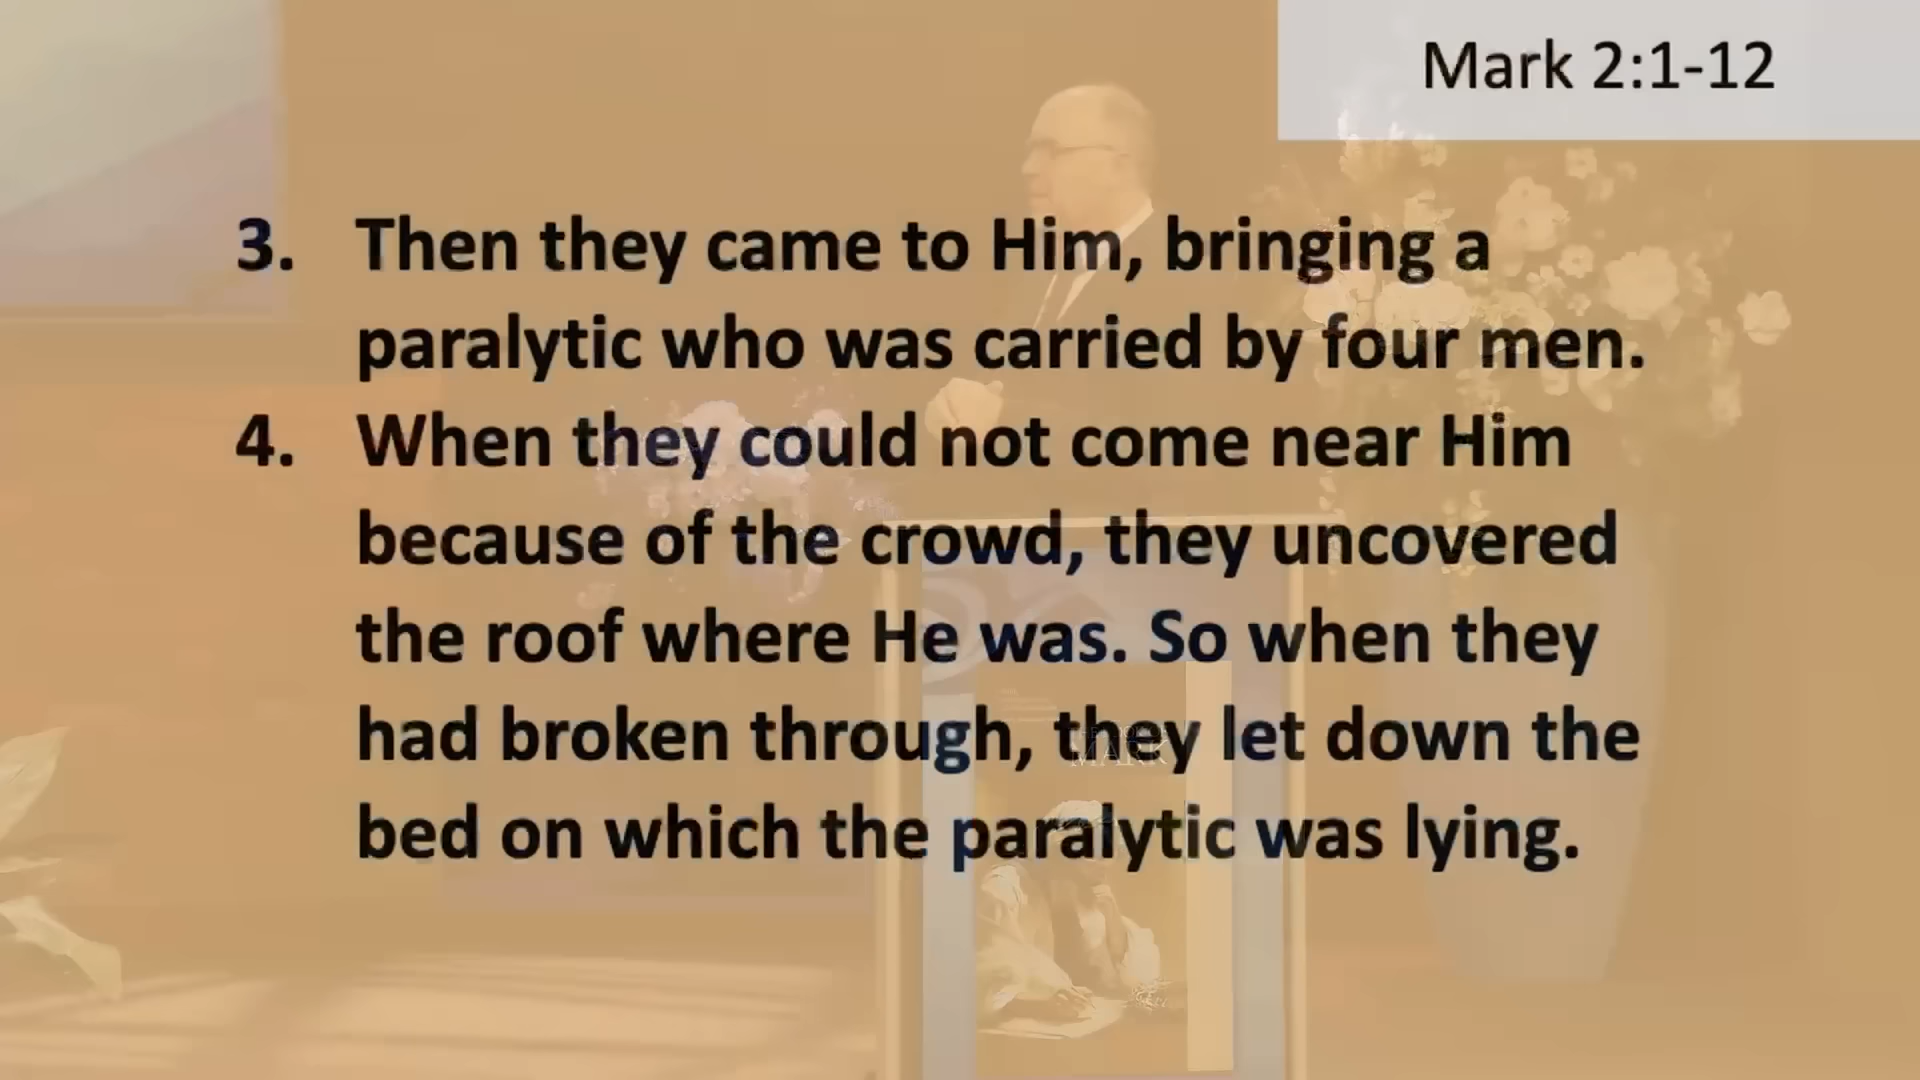 Mark 2:1-12
3. Then they came to Him, bringing a
paralytic who was carried by four men.
4. When they could not come near Him
because of the crowd, they uncovered
the roof where He was. So when they
had broken through, they let down the
bed on which the paralytic was lying.
MARK